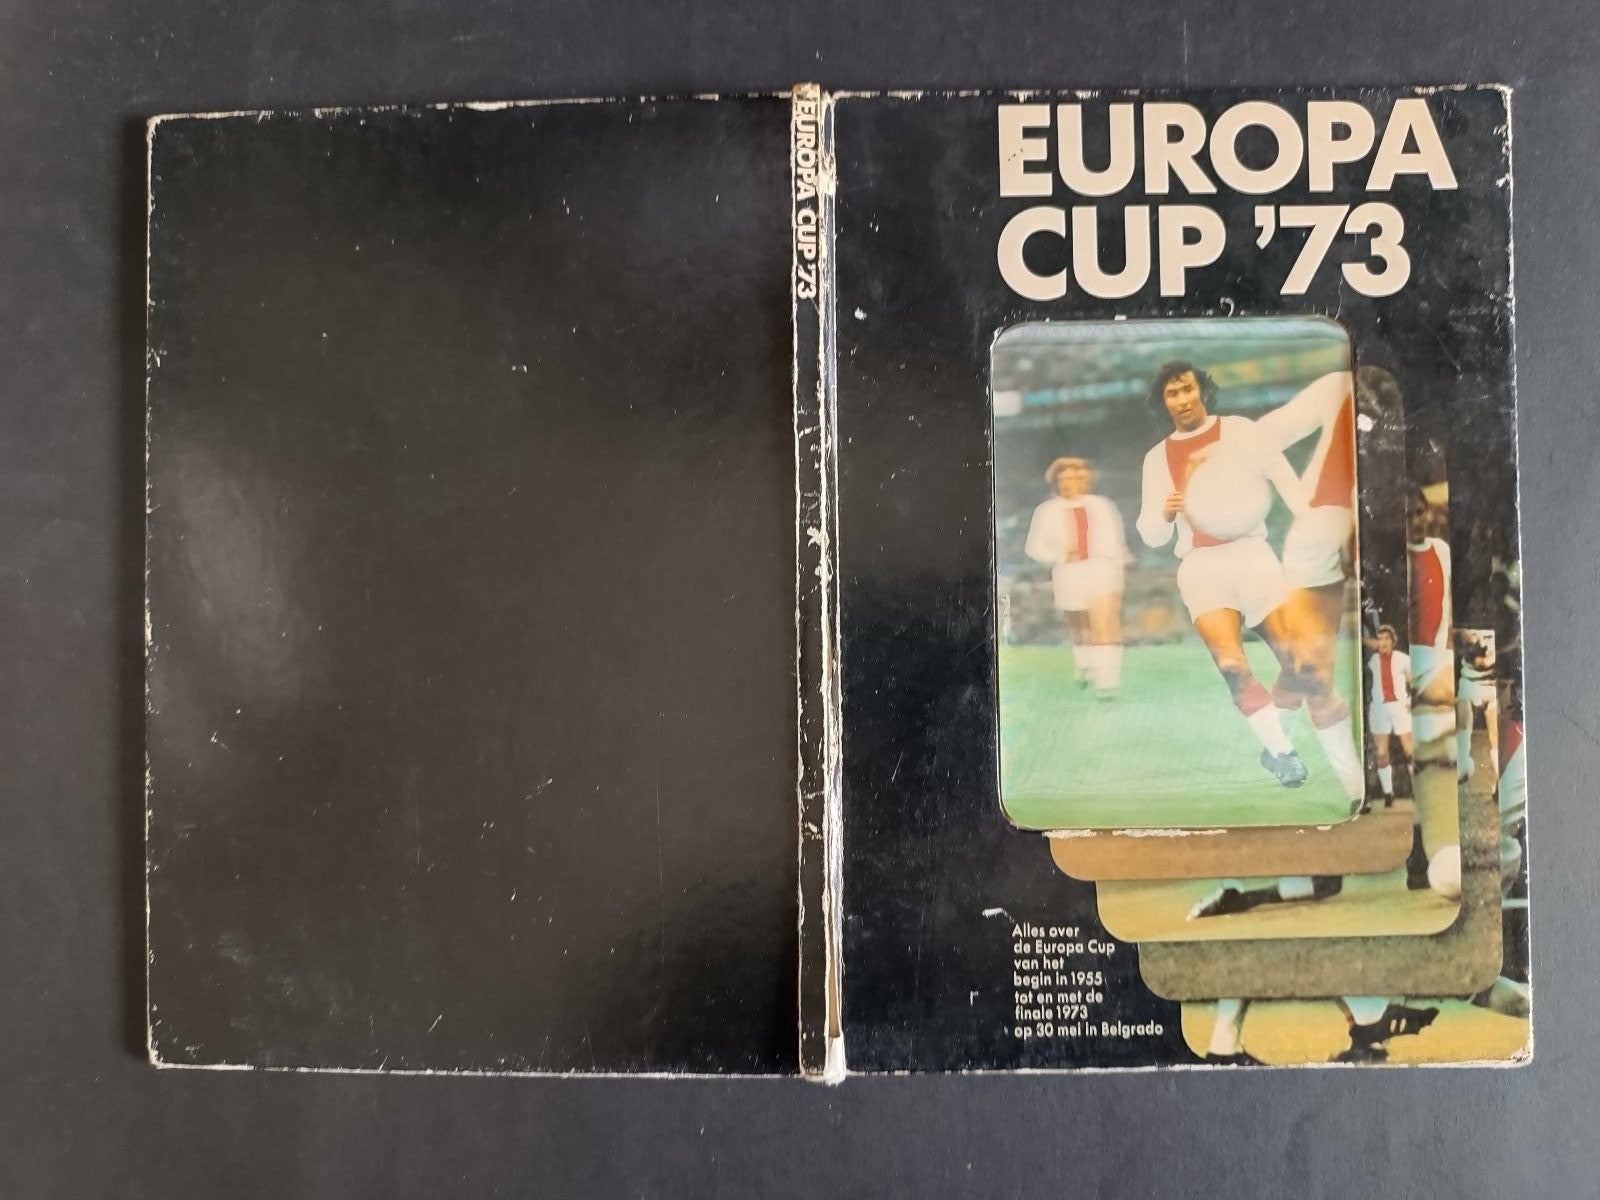 EUROPA CUP '73
EUROPA
CUP '73
Alles over
de Europa Cup
van het
begin in 1955
tot en met de
finale 1973
op 30 mei in Belgrado